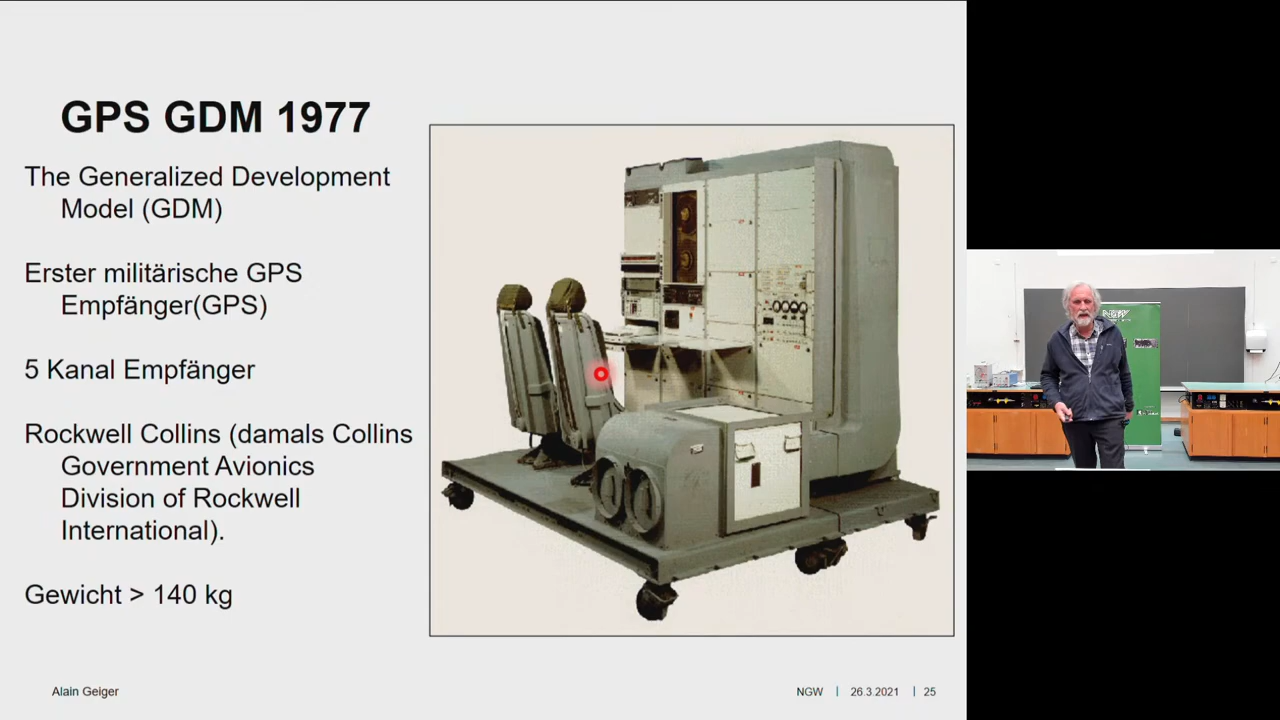 GPS GDM 1977
The Generalized Development
Model (GDM)
Erster militärische GPS
Empfänger(GPS)
5 Kanal Empfänger
Rockwell Collins (damals Collins
Government Avionics
Division of Rockwell
International).
Gewicht > 140 kg
Alain Geiger
NGW | 26.3.2021 | 25
NGW